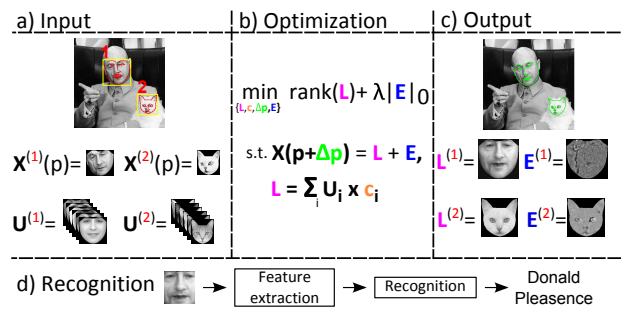 a) Input
1
2
X(1)(p)=
X(2)(p)=
U(1)=
U(2)=
b) Optimization
min rank(L)+ λ|E|0
{L,c,Δp,E}
s.t. X(p+Δp) = L + E,
L = Σi Ui x ci
c) Output
L(1)=
E(1)=
L(2)=
E(2)=
d) Recognition
Feature
extraction
Recognition
Donald
Pleasence